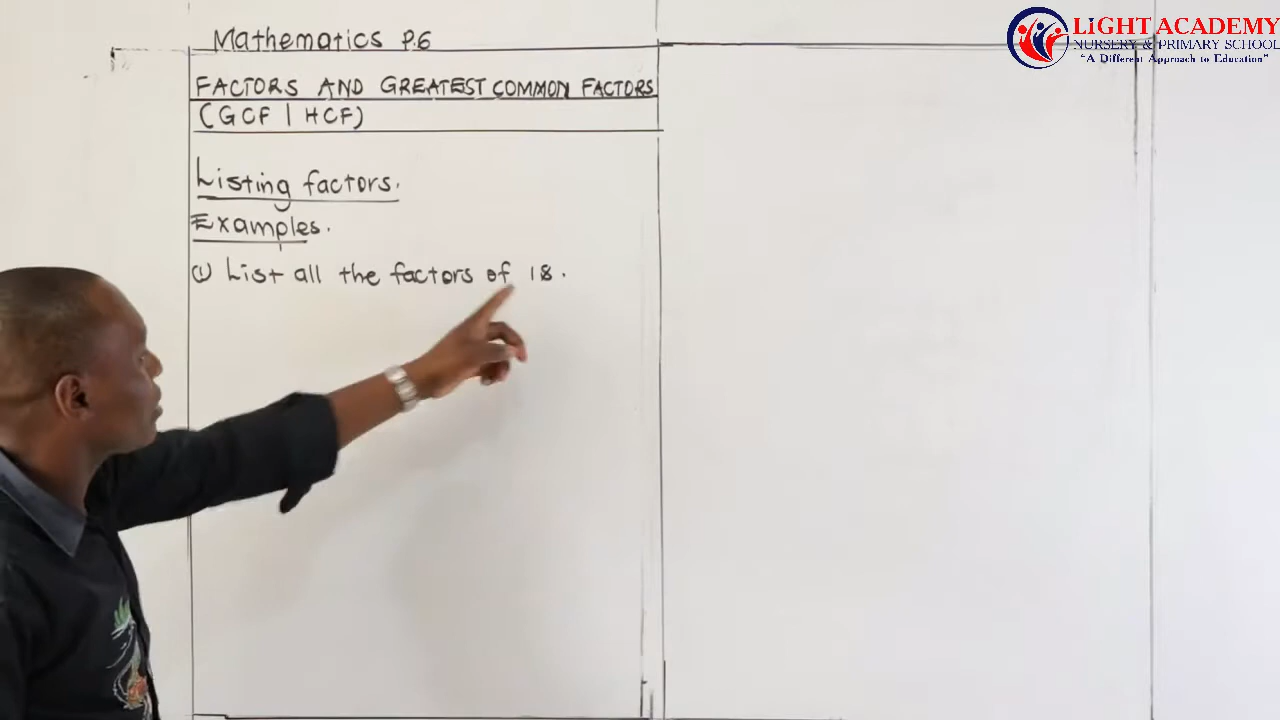 Mathematics P.6
FACTORS AND GREATEST COMMON FACTORS
(GCF | HCF)
Listing factors.
Examples.
(1) List all the factors of 18.
LIGHT ACADEMY
NURSERY & PRIMARY SCHOOL
"A Different Approach to Education"